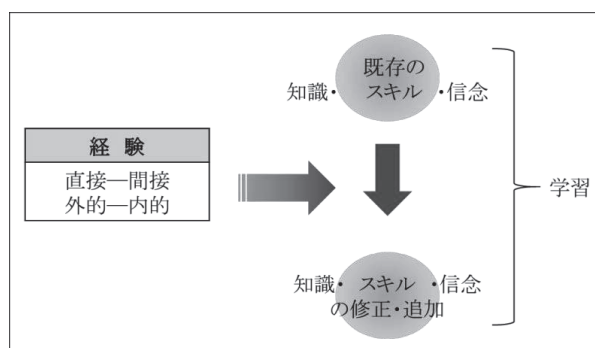 既存の
知識・スキル・信念
経 験
直接―間接
外的―内的
学習
知識・スキル・信念
の修正・追加